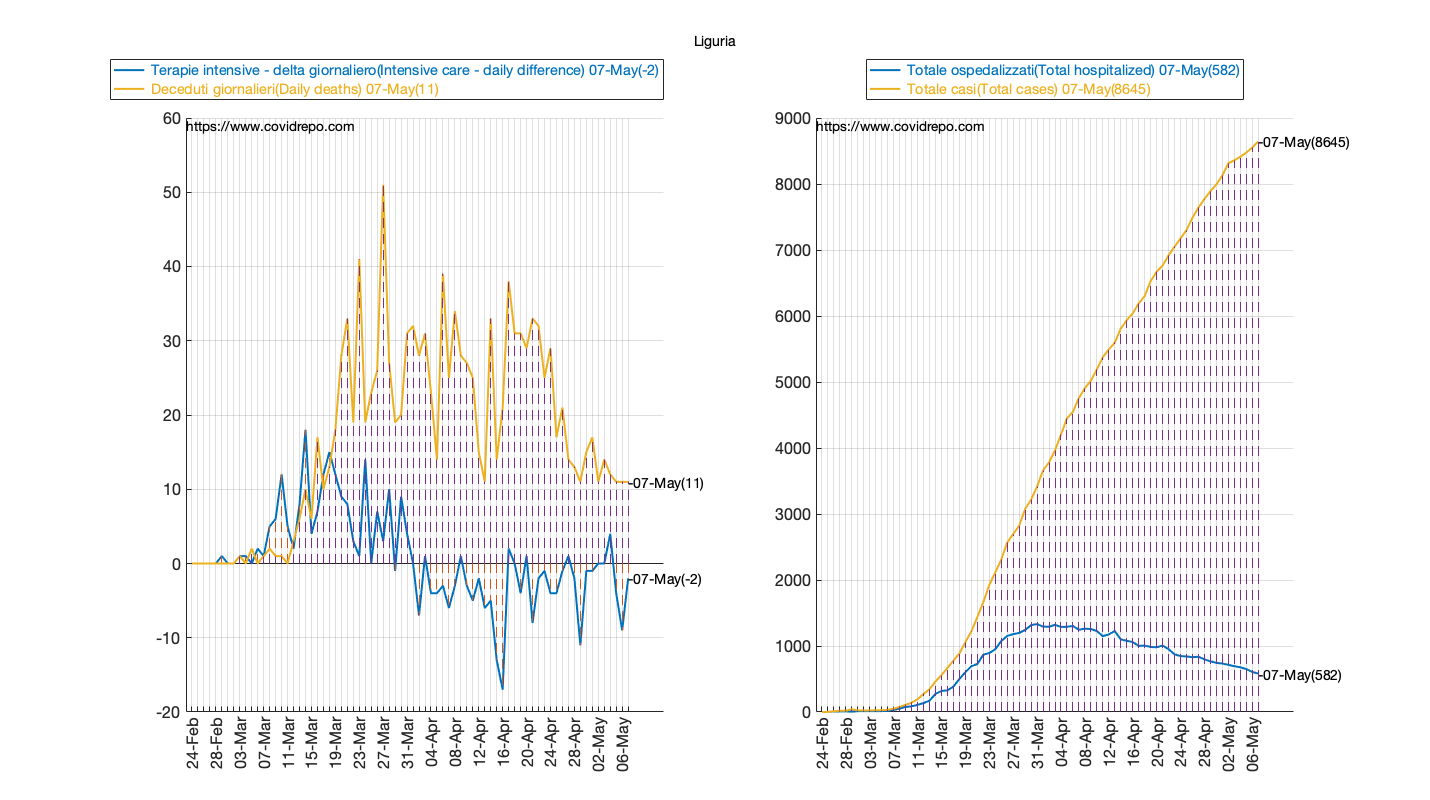 Liguria
Terapie intensive - delta giornaliero(Intensive care - daily difference) 07-May(-2)
Deceduti giornalieri(Daily deaths) 07-May(11)
60
https://www.covidrepo.com
50
40
30
20
10
0
-10
-20
07-May(11)
07-May(-2)
24-Feb
28-Feb
03-Mar
07-Mar
11-Mar
15-Mar
19-Mar
23-Mar
27-Mar
31-Mar
04-Apr
08-Apr
12-Apr
16-Apr
20-Apr
24-Apr
28-Apr
02-May
06-May
Totale ospedalizzati(Total hospitalized) 07-May(582)
Totale casi(Total cases) 07-May(8645)
9000
https://www.covidrepo.com
8000
7000
6000
5000
4000
3000
2000
1000
0
07-May(8645)
07-May(582)
24-Feb
28-Feb
03-Mar
07-Mar
11-Mar
15-Mar
19-Mar
23-Mar
27-Mar
31-Mar
04-Apr
08-Apr
12-Apr
16-Apr
20-Apr
24-Apr
28-Apr
02-May
06-May